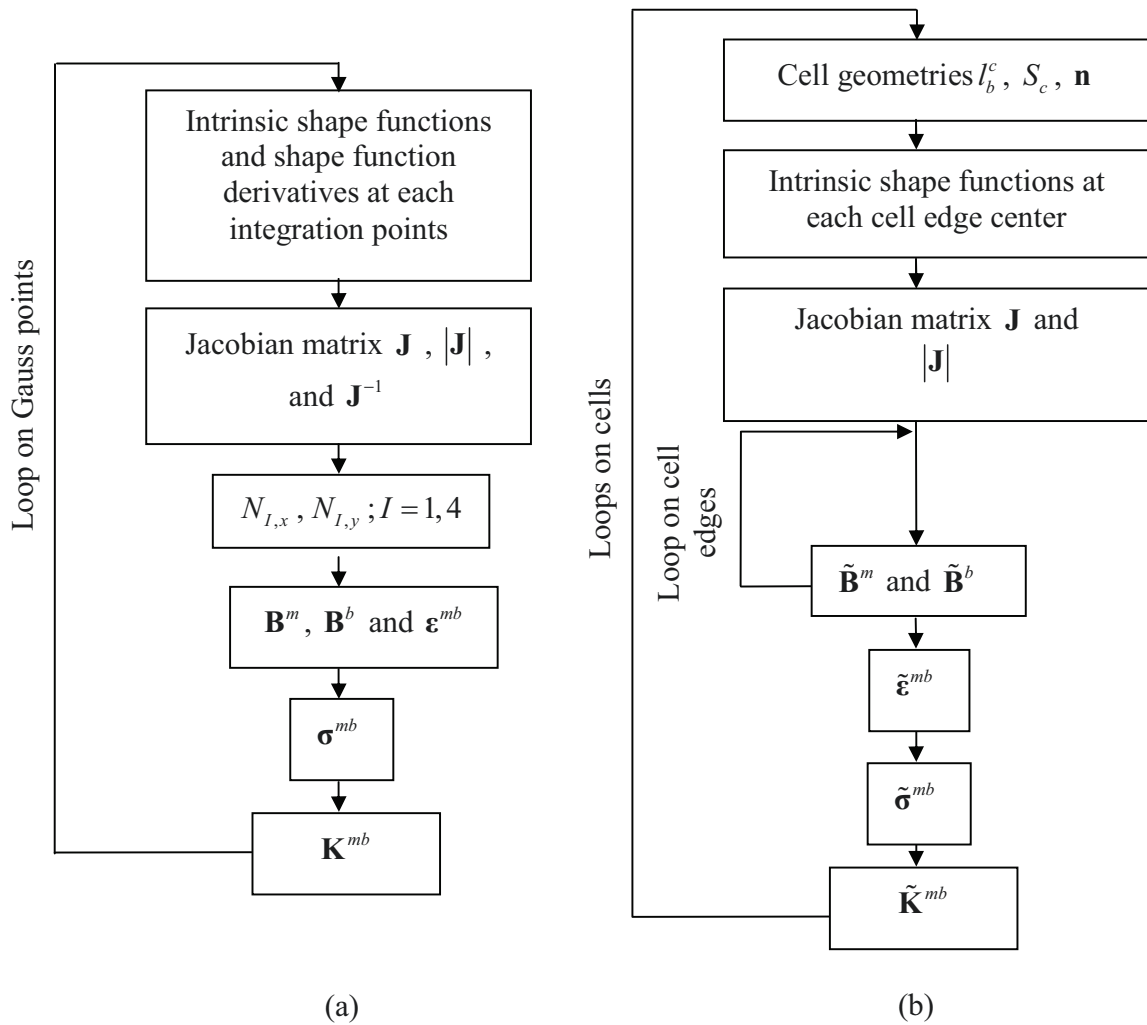 Loop on Gauss points
Intrinsic shape functions
and shape function
derivatives at each
integration points
Jacobian matrix J , |J| ,
and J⁻¹
N_{I,x} , N_{I,y} ; I = 1, 4
B^m, B^b and ε^{mb}
σ^{mb}
K^{mb}
(a)
Loops on cells
Cell geometries l_b^c , S_c , n
Intrinsic shape functions at
each cell edge center
Jacobian matrix J and
|J|
Loop on cell
edges
B̃^m and B̃^b
ε̃^{mb}
σ̃^{mb}
K̃^{mb}
(b)